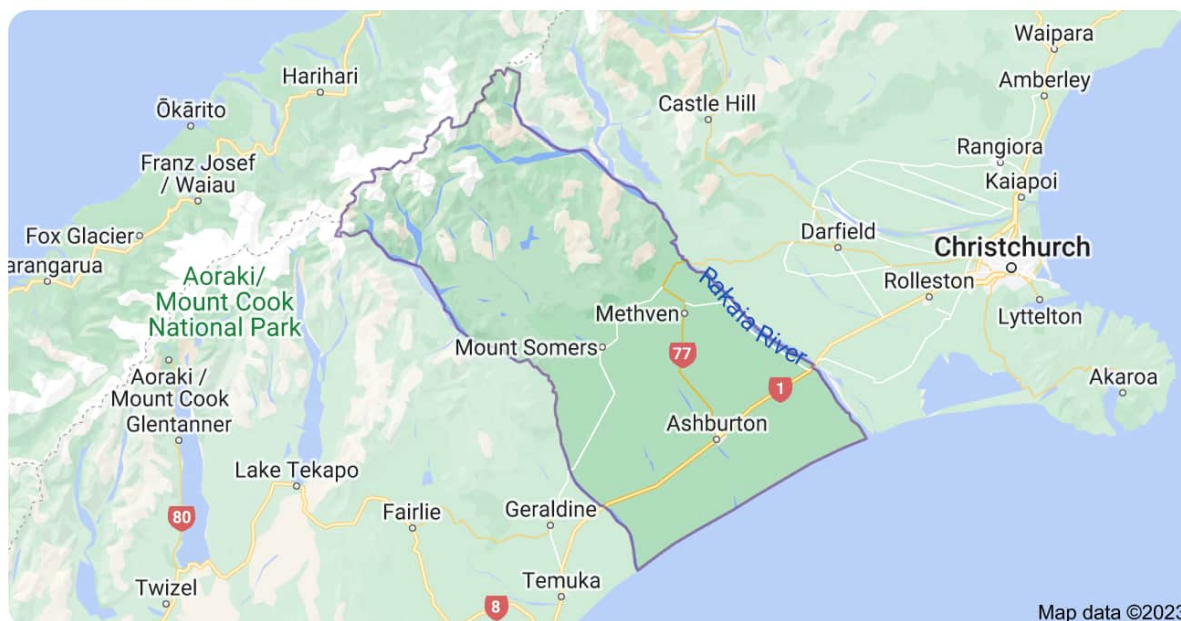 Waipara
Harihari
Amberley
Castle Hill
Ōkārito
Rangiora
Franz Josef
/ Waiau
Kaiapoi
Fox Glacier
Darfield
Christchurch
arangarua
Aoraki/
Mount Cook
National Park
Rakaia River
Rolleston
Methven
Lyttelton
Mount Somers
77
Aoraki /
Mount Cook
1
Akaroa
Glentanner
Ashburton
Lake Tekapo
80
Fairlie
Geraldine
Twizel
Temuka
8
Map data ©2023